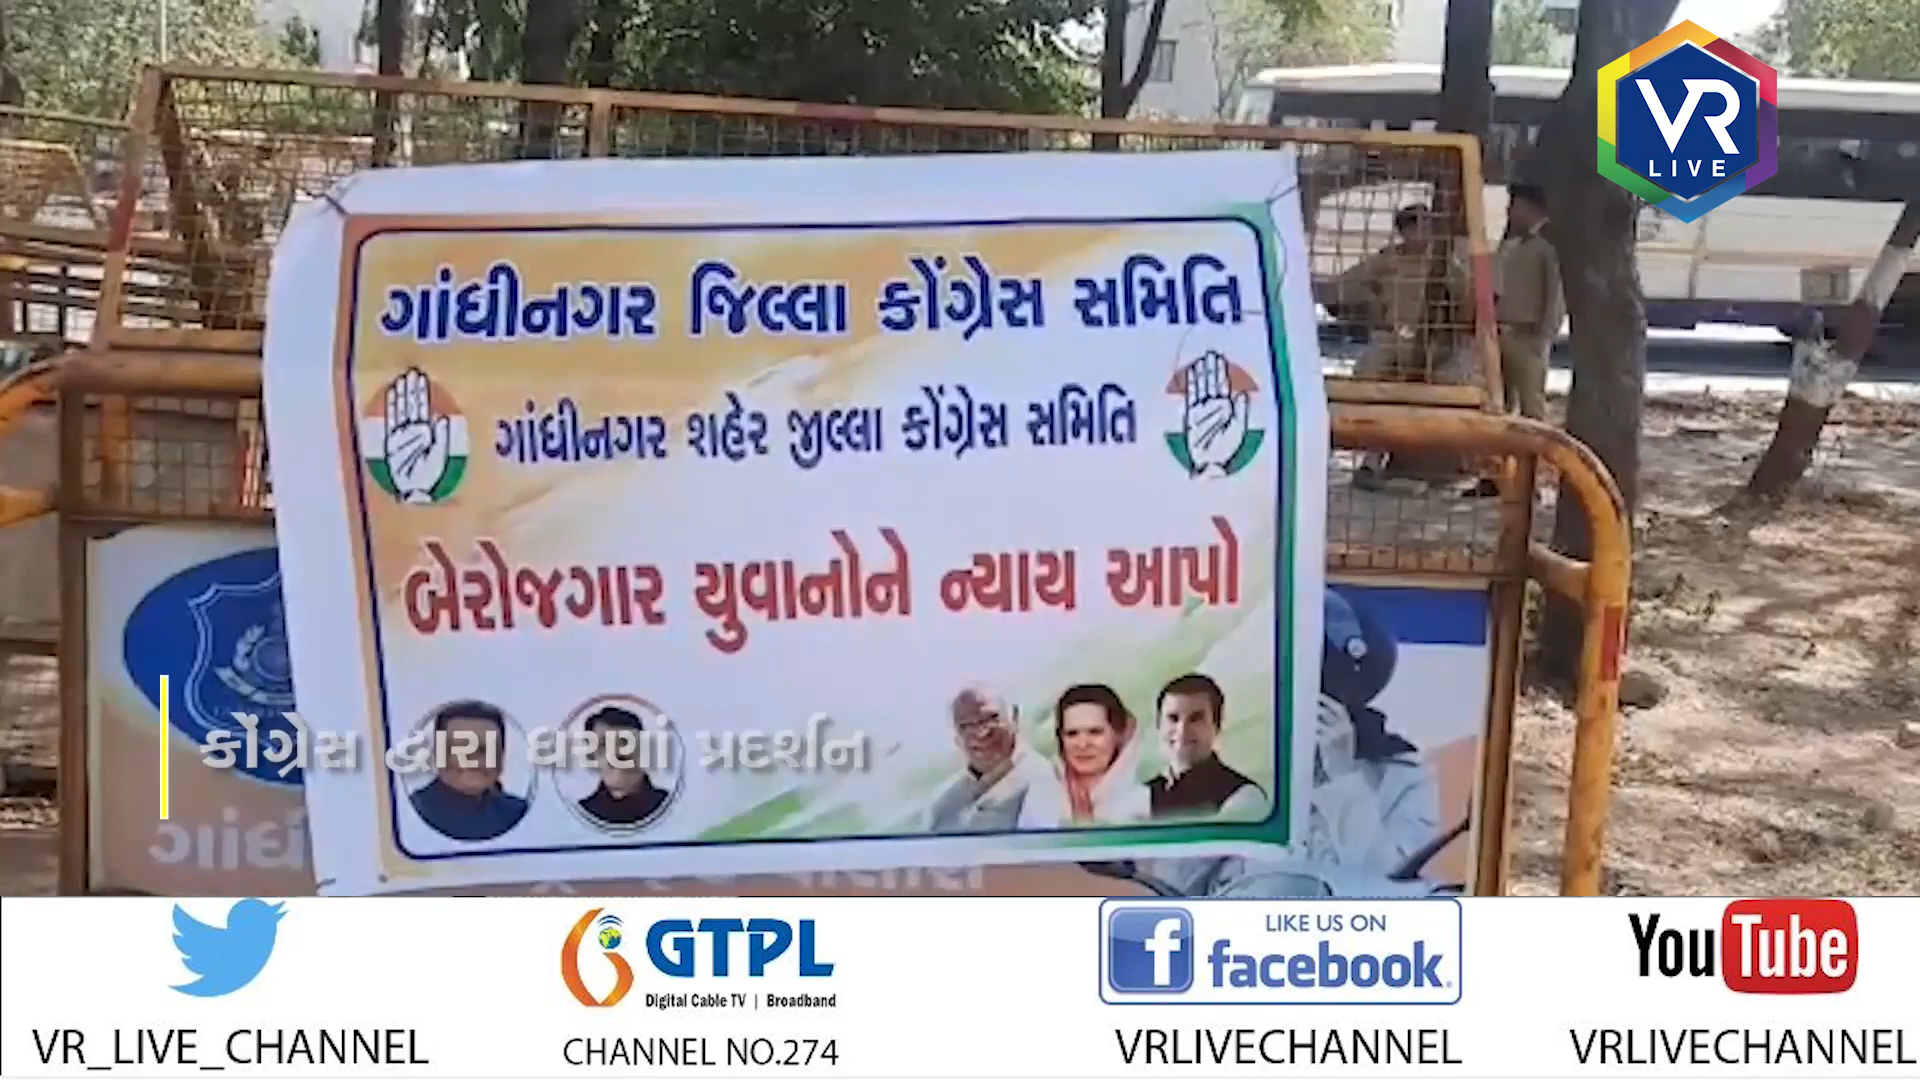 VR
LIVE
ગાંધીનગર જિલ્લા કોંગ્રેસ સમિતિ
ગાંધીનગર શહેર જીલ્લા કોંગ્રેસ સમિતિ
બેરોજગાર યુવાનોને ન્યાય આપો
કોંગ્રેસ દ્વારા ધરણાં પ્રદર્શન
GTPL
Digital Cable TV | Broadband
LIKE US ON
facebook
YouTube
VR_LIVE_CHANNEL
CHANNEL NO.274
VRLIVECHANNEL
VRLIVECHANNEL